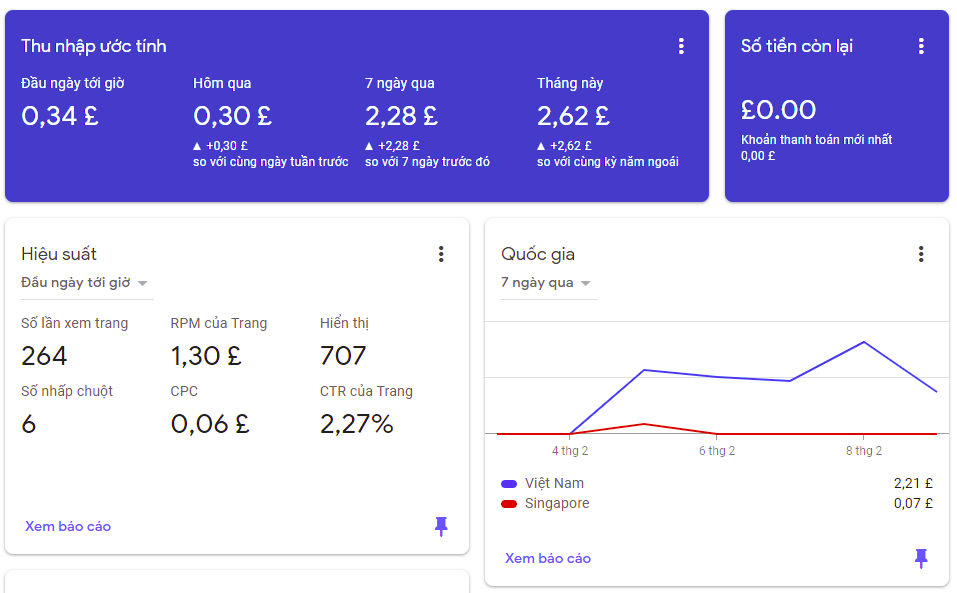 Thu nhập ước tính
Đầu ngày tới giờ
0,34 £
Hôm qua
0,30 £
▲ +0,30 £
so với cùng ngày tuần trước
7 ngày qua
2,28 £
▲ +2,28 £
so với 7 ngày trước đó
Tháng này
2,62 £
▲ +2,62 £
so với cùng kỳ năm ngoái
Số tiền còn lại
£0.00
Khoản thanh toán mới nhất
0,00 £
Hiệu suất
Đầu ngày tới giờ
Số lần xem trang
264
RPM của Trang
1,30 £
Hiển thị
707
Số nhấp chuột
6
CPC
0,06 £
CTR của Trang
2,27%
Xem báo cáo
Quốc gia
7 ngày qua
4 thg 2
6 thg 2
8 thg 2
Việt Nam 2,21 £
Singapore 0,07 £
Xem báo cáo